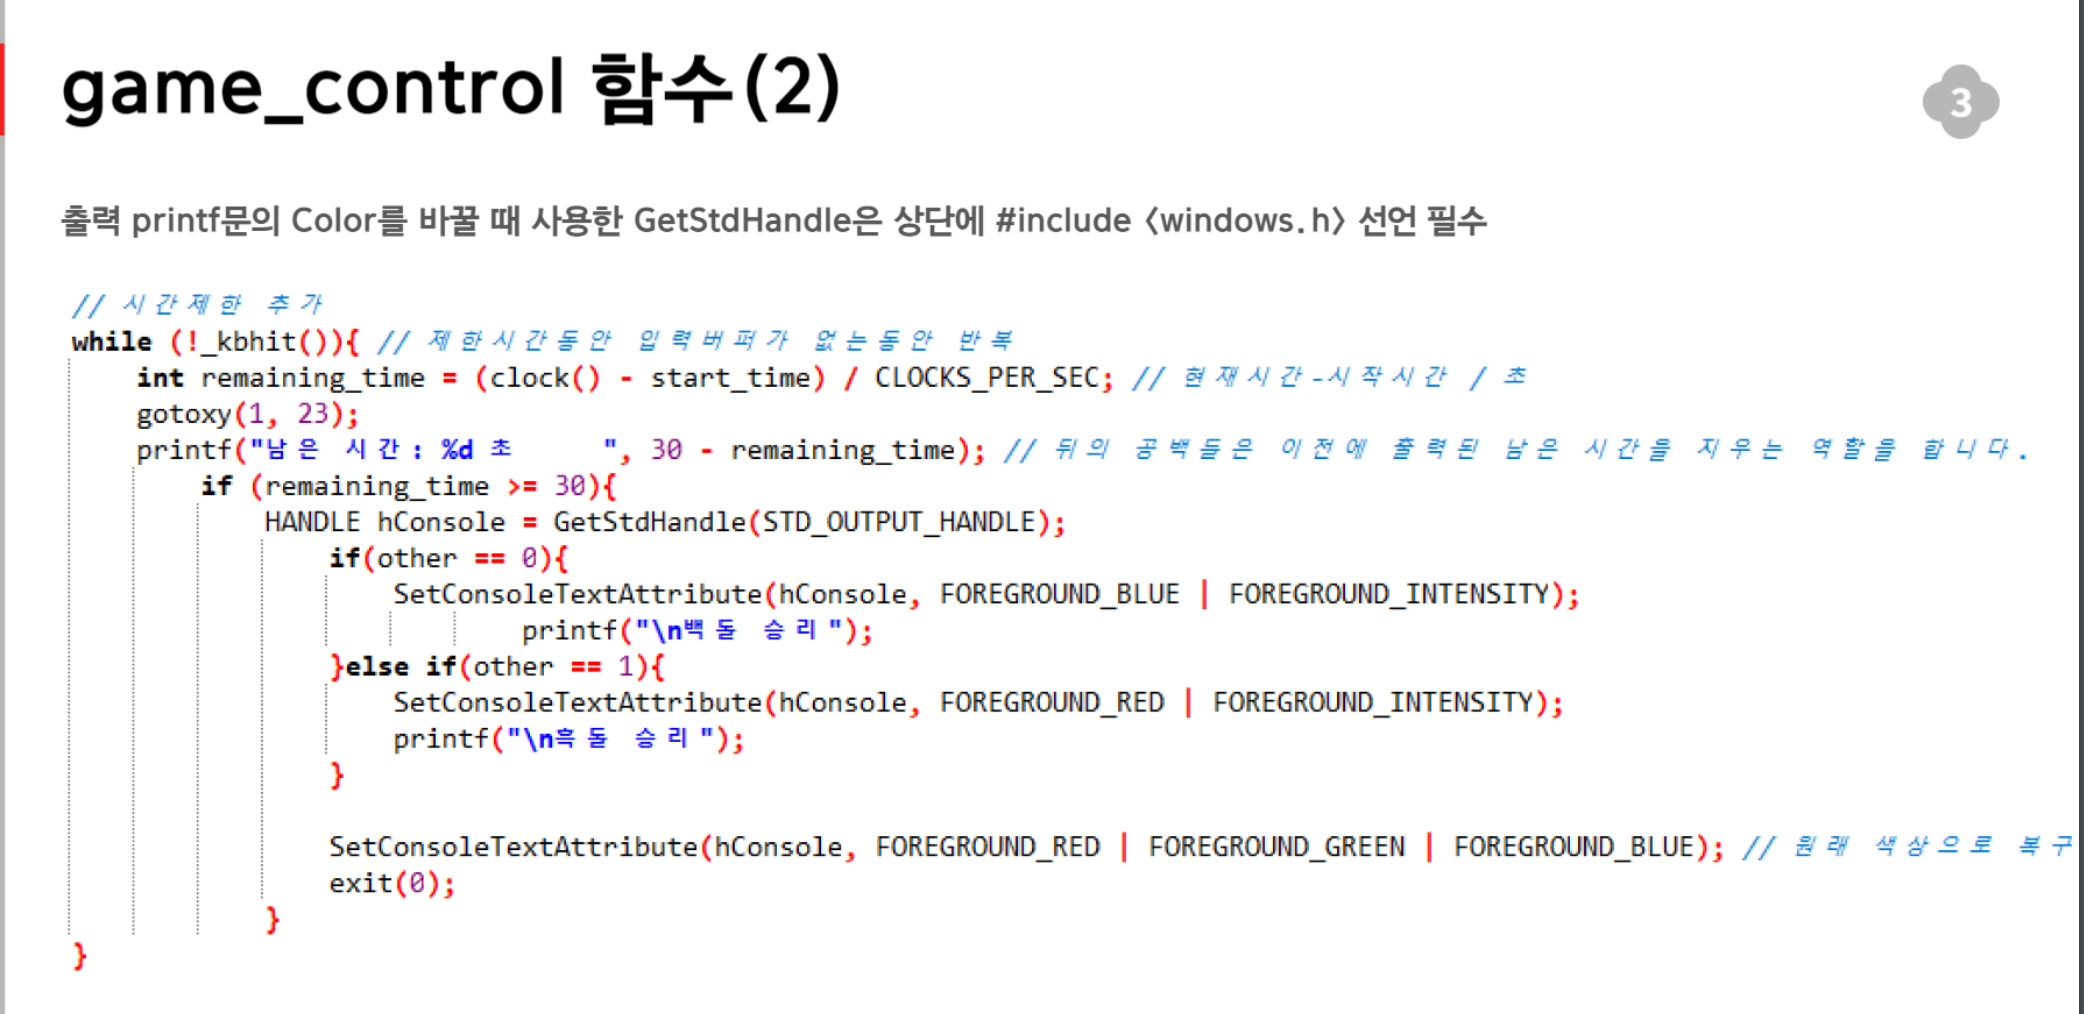 game_control 함수(2)
3
출력 printf문의 Color를 바꿀 때 사용한 GetStdHandle은 상단에 #include <windows.h> 선언 필수
// 시간제한 추가
while (!_kbhit()){ // 제한시간동안 입력버퍼가 없는동안 반복
int remaining_time = (clock() - start_time) / CLOCKS_PER_SEC; // 현재시간-시작시간 / 초
gotoxy(1, 23);
printf("남은 시간: %d초      ", 30 - remaining_time); // 뒤의 공백들은 이전에 출력된 남은 시간을 지우는 역할을 합니다.
if (remaining_time >= 30){
HANDLE hConsole = GetStdHandle(STD_OUTPUT_HANDLE);
if(other == 0){
SetConsoleTextAttribute(hConsole, FOREGROUND_BLUE | FOREGROUND_INTENSITY);
printf("\n백돌 승리");
}else if(other == 1){
SetConsoleTextAttribute(hConsole, FOREGROUND_RED | FOREGROUND_INTENSITY);
printf("\n흑돌 승리");
}
SetConsoleTextAttribute(hConsole, FOREGROUND_RED | FOREGROUND_GREEN | FOREGROUND_BLUE); // 원래 색상으로 복구
exit(0);
}
}